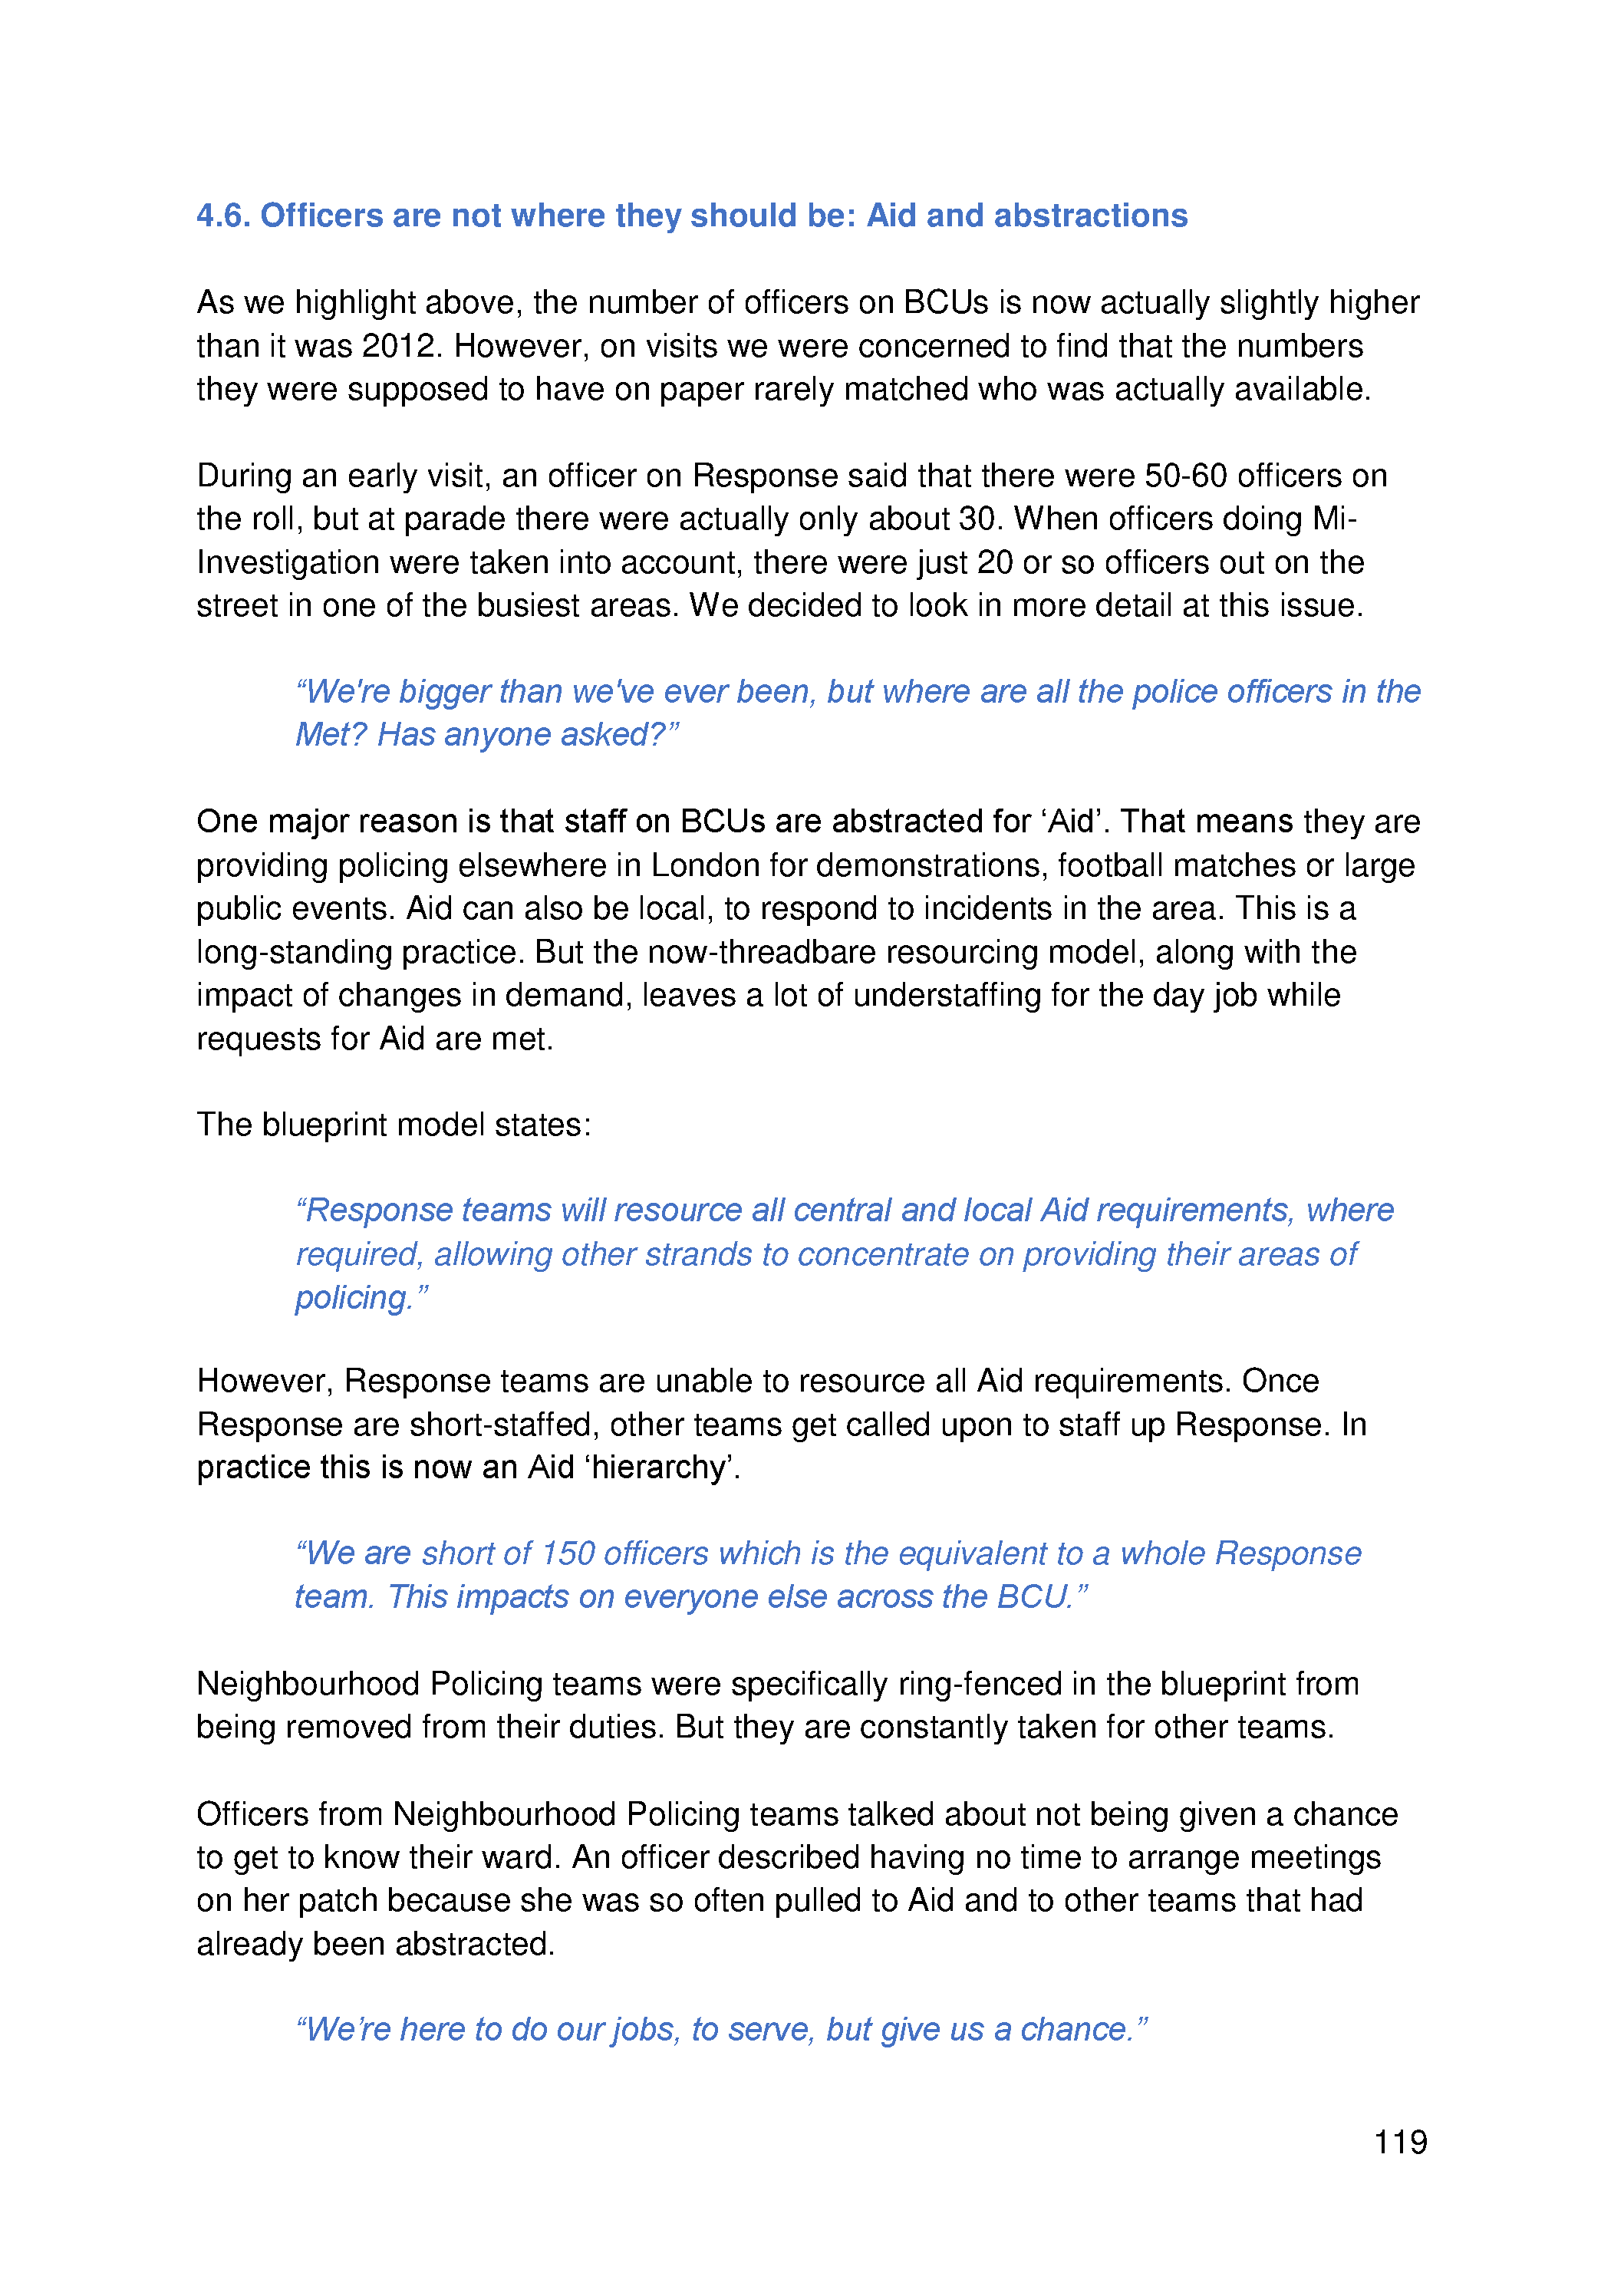 4.6. Officers are not where they should be: Aid and abstractions
As we highlight above, the number of officers on BCUs is now actually slightly higher
than it was 2012. However, on visits we were concerned to find that the numbers
they were supposed to have on paper rarely matched who was actually available.
During an early visit, an officer on Response said that there were 50-60 officers on
the roll, but at parade there were actually only about 30. When officers doing Mi-
Investigation were taken into account, there were just 20 or so officers out on the
street in one of the busiest areas. We decided to look in more detail at this issue.
“We're bigger than we've ever been, but where are all the police officers in the
Met? Has anyone asked?”
One major reason is that staff on BCUs are abstracted for ‘Aid’. That means they are
providing policing elsewhere in London for demonstrations, football matches or large
public events. Aid can also be local, to respond to incidents in the area. This is a
long-standing practice. But the now-threadbare resourcing model, along with the
impact of changes in demand, leaves a lot of understaffing for the day job while
requests for Aid are met.
The blueprint model states:
“Response teams will resource all central and local Aid requirements, where
required, allowing other strands to concentrate on providing their areas of
policing.”
However, Response teams are unable to resource all Aid requirements. Once
Response are short-staffed, other teams get called upon to staff up Response. In
practice this is now an Aid ‘hierarchy’.
“We are short of 150 officers which is the equivalent to a whole Response
team. This impacts on everyone else across the BCU.”
Neighbourhood Policing teams were specifically ring-fenced in the blueprint from
being removed from their duties. But they are constantly taken for other teams.
Officers from Neighbourhood Policing teams talked about not being given a chance
to get to know their ward. An officer described having no time to arrange meetings
on her patch because she was so often pulled to Aid and to other teams that had
already been abstracted.
“We’re here to do our jobs, to serve, but give us a chance.”
119